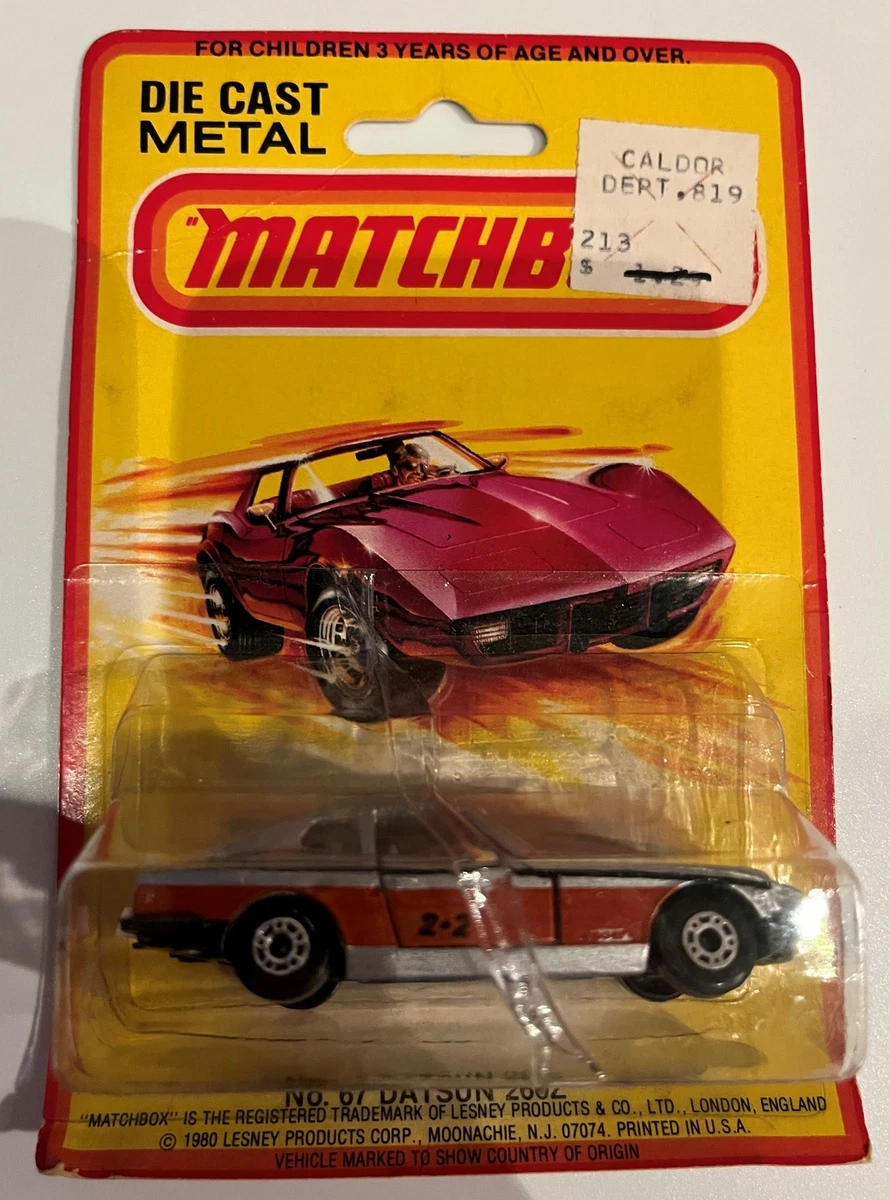 FOR CHILDREN 3 YEARS OF AGE AND OVER.
DIE CAST
METAL
CALDOR
DEPT. 819
213
$
"MATCHB
2•2
No. 67 DATSUN 260Z
"MATCHBOX" IS THE REGISTERED TRADEMARK OF LESNEY PRODUCTS & CO., LTD., LONDON, ENGLAND
© 1980 LESNEY PRODUCTS CORP., MOONACHIE, N.J. 07074. PRINTED IN U.S.A.
VEHICLE MARKED TO SHOW COUNTRY OF ORIGIN